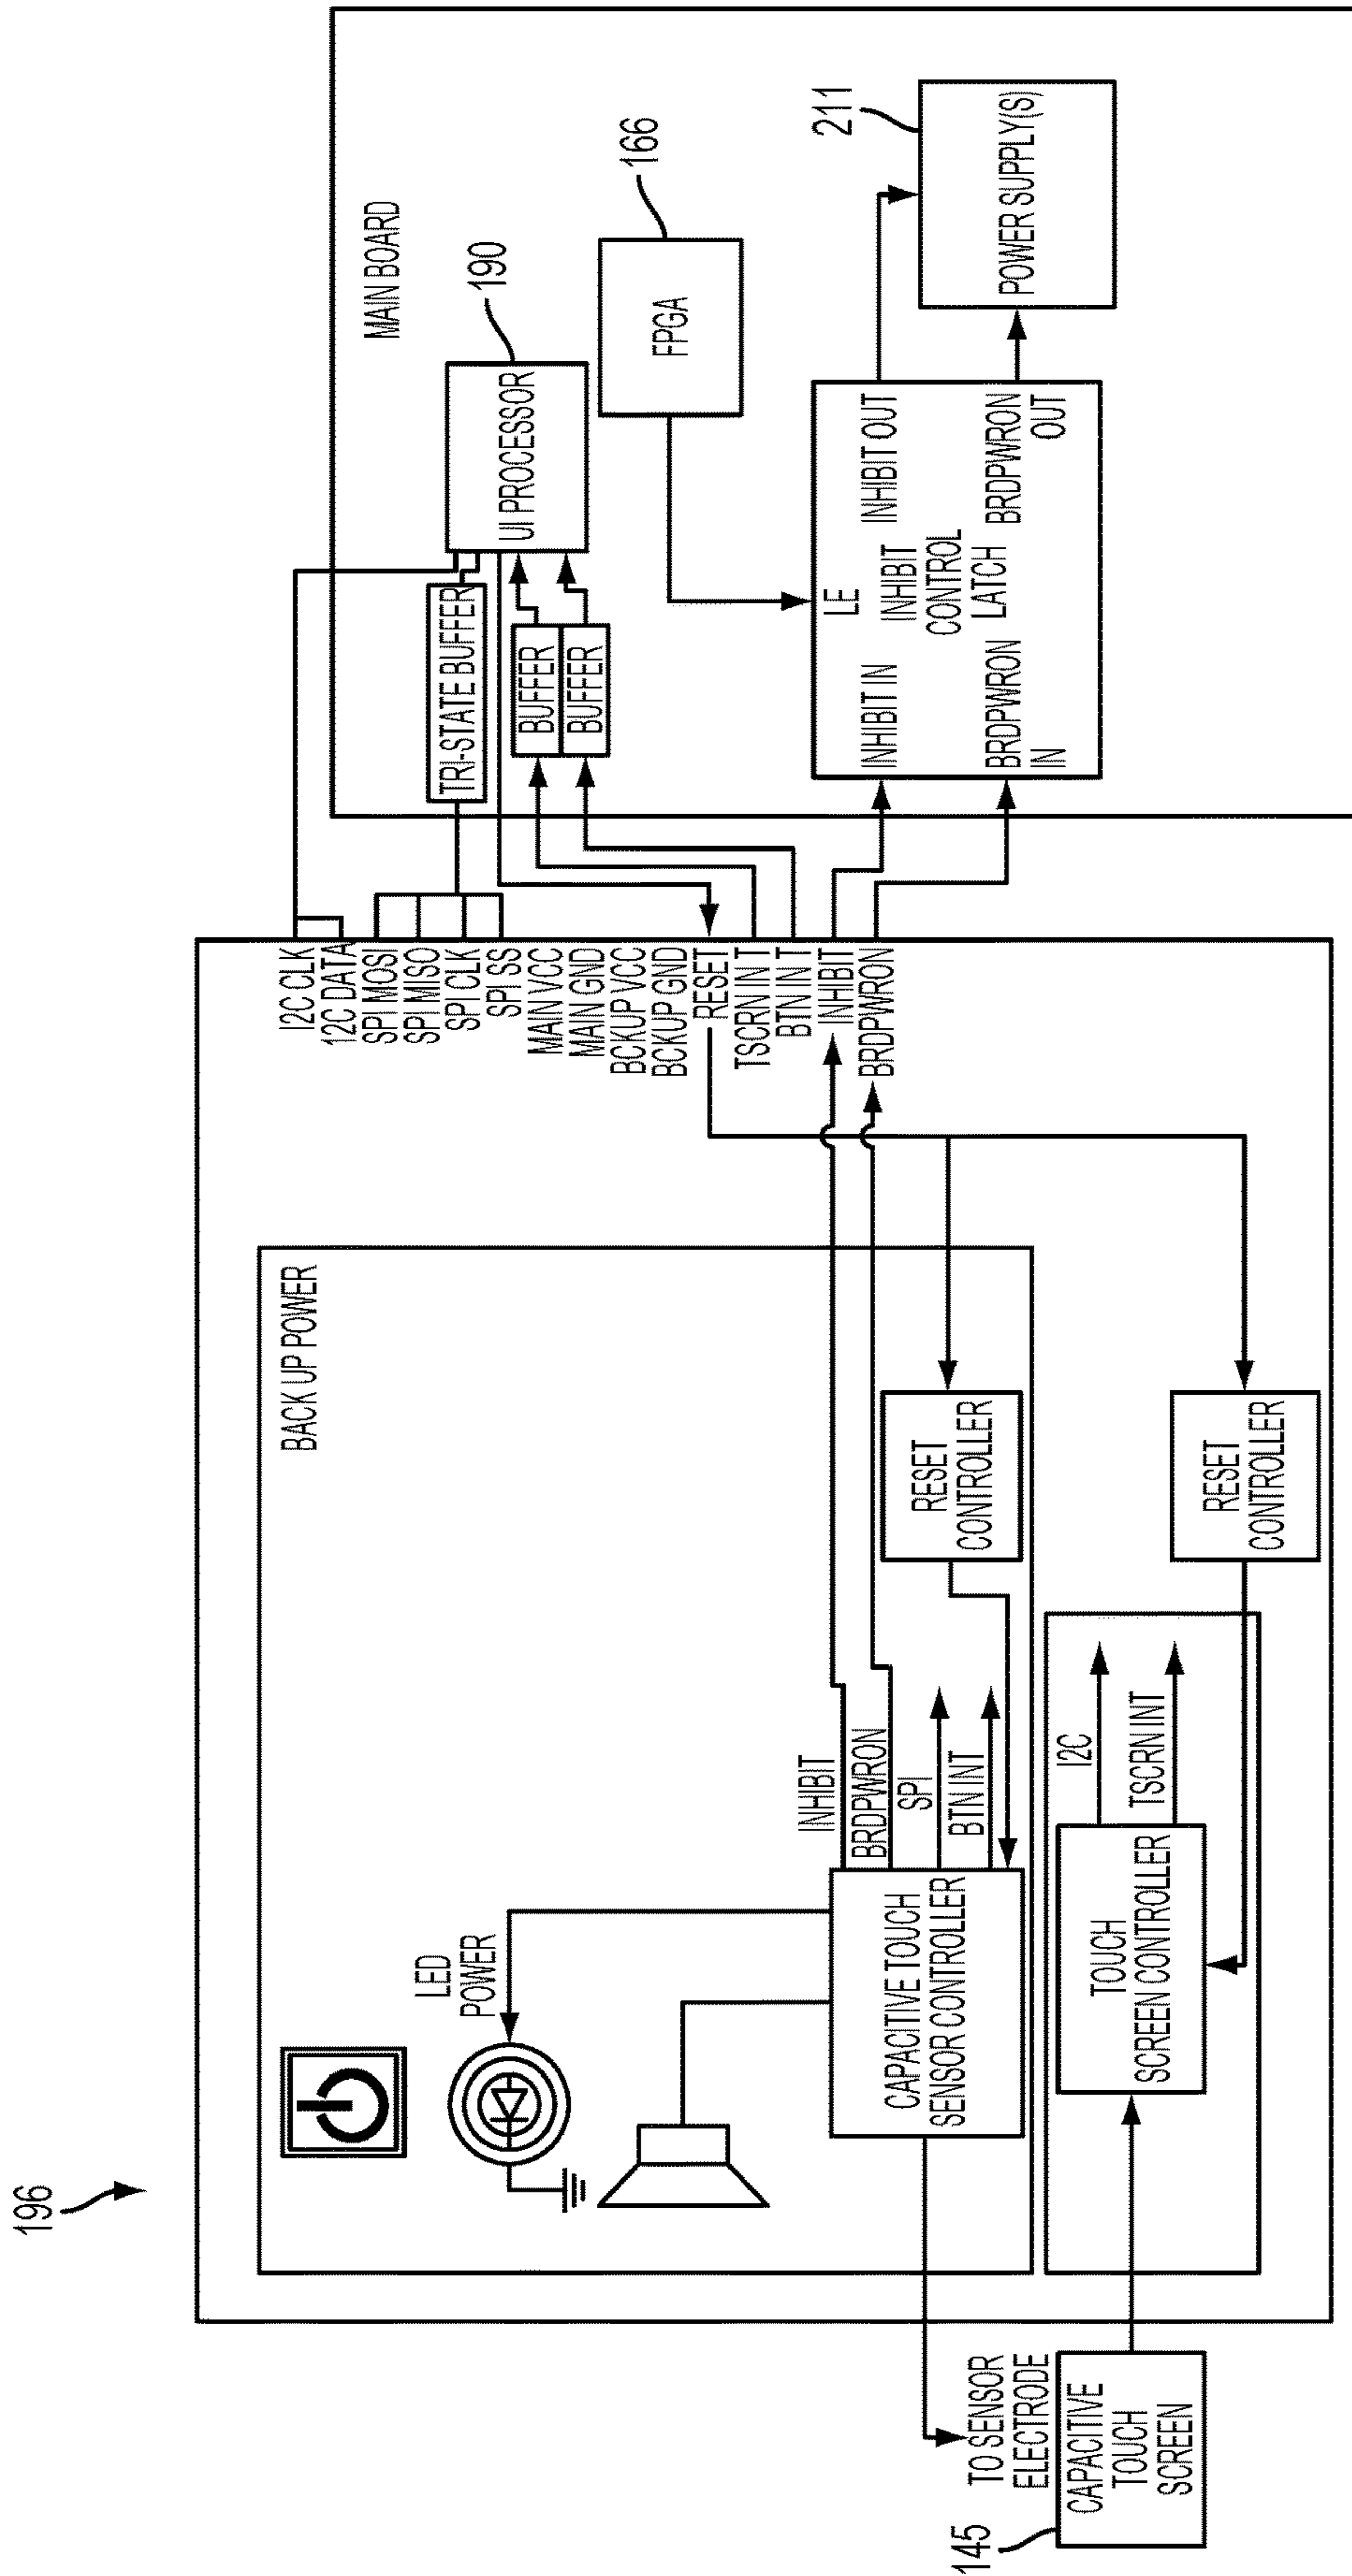 196
BACK UP POWER
LED
POWER
INHIBIT
BRDPWRON
SPI
BTN INT
CAPACITIVE TOUCH
SENSOR CONTROLLER
RESET
CONTROLLER
I2C
TSCRN INT
TOUCH
SCREEN CONTROLLER
RESET
CONTROLLER
TO SENSOR
ELECTRODE
CAPACITIVE
TOUCH
SCREEN
145
I2C CLK
12C DATA
SPI MOSI
SPI MISO
SPI CLK
SPI SS
MAIN VCC
MAIN GND
BCKUP VCC
BCKUP GND
RESET
TSCRN IN T
BTN IN T
INHIBIT
BRDPWRON
MAIN BOARD
TRI-STATE BUFFER
BUFFER
BUFFER
UI PROCESSOR
190
FPGA
166
LE
INHIBIT IN
INHIBIT OUT
INHIBIT
CONTROL
LATCH
BRDPWRON
IN
BRDPWRON
OUT
POWER SUPPLY(S)
211